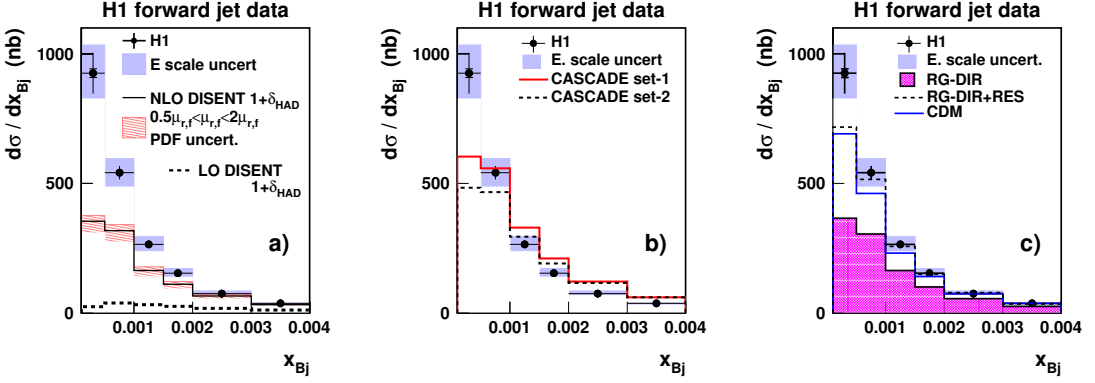 H1 forward jet data
dσ / dx_Bj (nb)
1000
500
0
H1
E scale uncert
NLO DISENT 1+δ_HAD
0.5μ_r,f<μ_r,f<2μ_r,f
PDF uncert.
LO DISENT
1+δ_HAD
a)
0.001 0.002 0.003 0.004
x_Bj
H1 forward jet data
dσ / dx_Bj (nb)
1000
500
0
H1
E. scale uncert
CASCADE set-1
CASCADE set-2
b)
0.001 0.002 0.003 0.004
x_Bj
H1 forward jet data
dσ / dx_Bj (nb)
1000
500
0
H1
E. scale uncert.
RG-DIR
RG-DIR+RES
CDM
c)
0.001 0.002 0.003 0.004
x_Bj